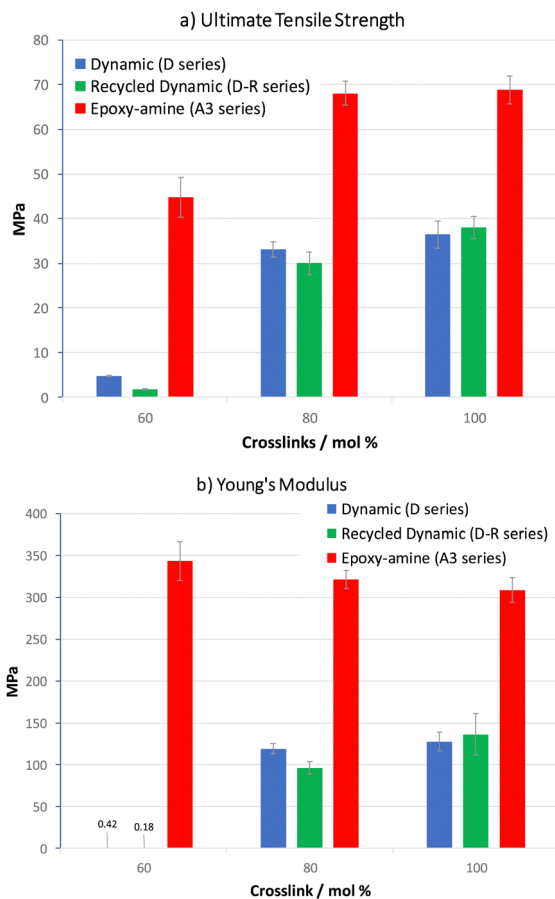 a) Ultimate Tensile Strength
80
70
60
50
40
30
20
10
0
MPa
Dynamic (D series)
Recycled Dynamic (D-R series)
Epoxy-amine (A3 series)
60 80 100
Crosslinks / mol %
b) Young's Modulus
400
350
300
250
200
150
100
50
0
MPa
Dynamic (D series)
Recycled Dynamic (D-R series)
Epoxy-amine (A3 series)
0.42 0.18
60 80 100
Crosslink / mol %